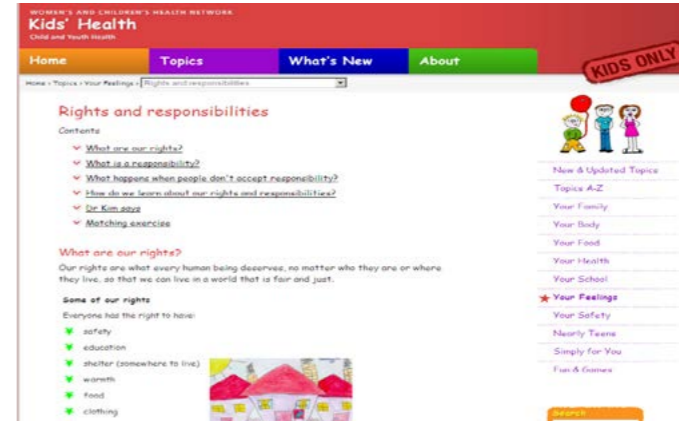 WOMEN'S AND CHILDREN'S HEALTH NETWORK
Kids' Health
Child and Youth Health
Home Topics What's New About
KIDS ONLY
Home > Topics > Your Feelings > Rights and responsibilities
Rights and responsibilities
Contents
What are our rights?
What is a responsibility?
What happens when people don't accept responsibility?
How do we learn about our rights and responsibilities?
Dr Kim says
Matching exercise
What are our rights?
Our rights are what every human being deserves, no matter who they are or where
they live, so that we can live in a world that is fair and just.
Some of our rights
Everyone has the right to have:
safety
education
shelter (somewhere to live)
warmth
food
clothing
New & Updated Topics
Topics A-Z
Your Family
Your Body
Your Food
Your Health
Your School
Your Feelings
Your Safety
Nearly Teens
Simply for You
Fun & Games
Search